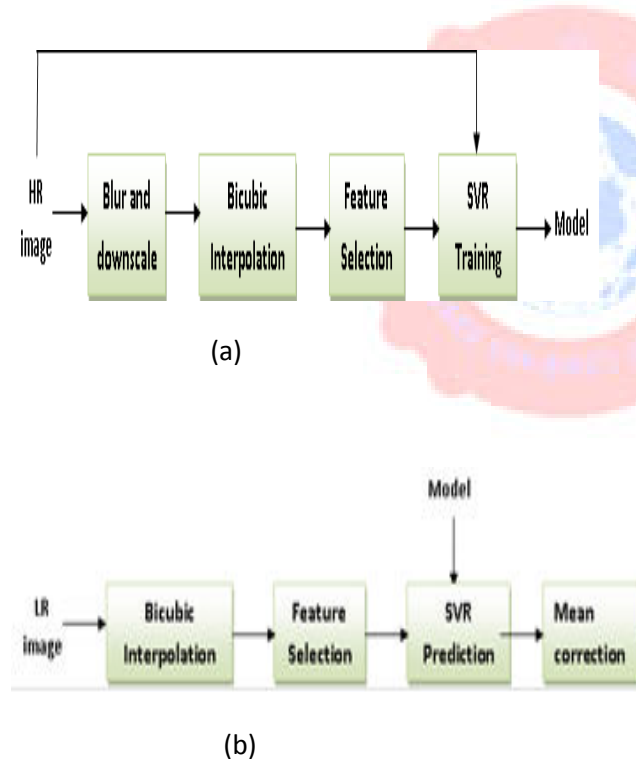 HR
image
Blur and
downscale
Bicubic
Interpolation
Feature
Selection
SVR
Training
Model
(a)
Model
LR
image
Bicubic
Interpolation
Feature
Selection
SVR
Prediction
Mean
correction
(b)